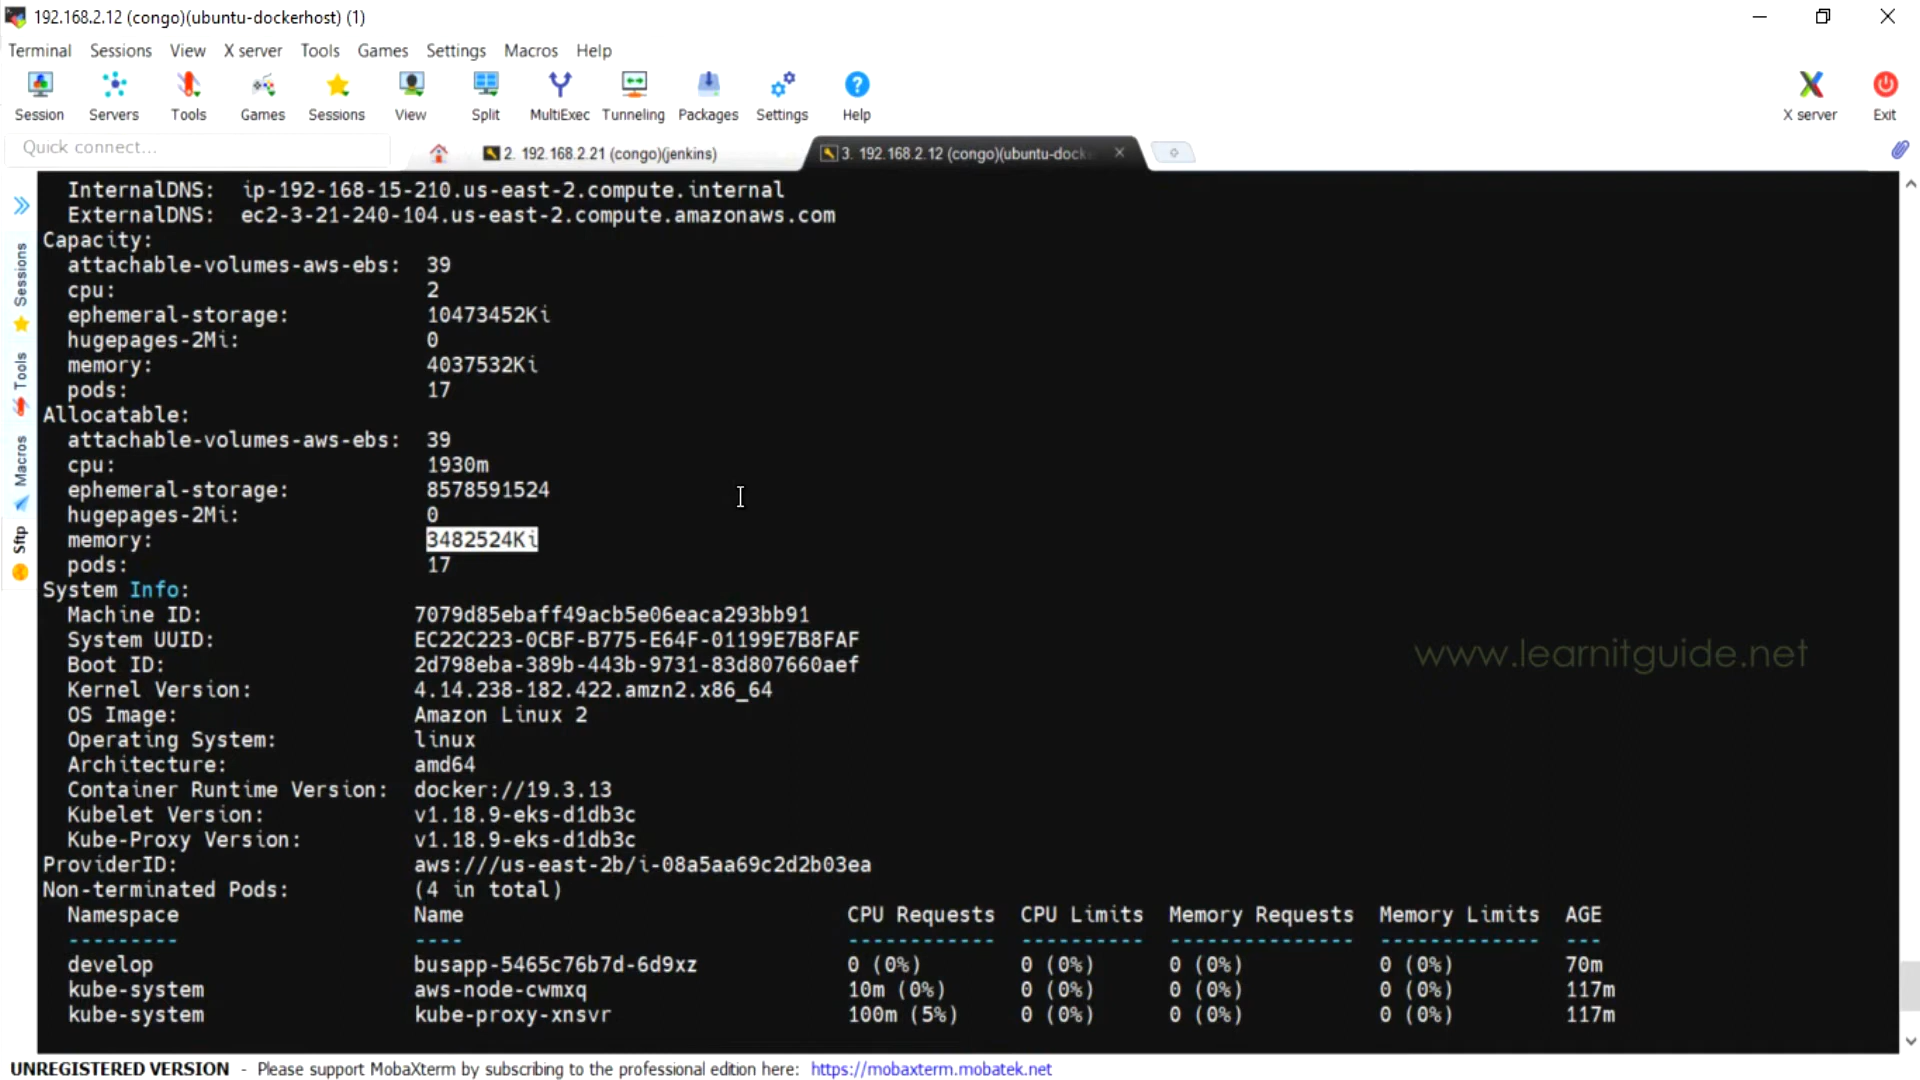 192.168.2.12 (congo)(ubuntu-dockerhost) (1)
Terminal Sessions View X server Tools Games Settings Macros Help
Session Servers Tools Games Sessions View Split MultiExec Tunneling Packages Settings Help X server Exit
Quick connect...
2. 192.168.2.21 (congo)(jenkins)
3. 192.168.2.12 (congo)(ubuntu-docke
Sessions
Tools
Macros
Sftp
InternalDNS: ip-192-168-15-210.us-east-2.compute.internal
ExternalDNS: ec2-3-21-240-104.us-east-2.compute.amazonaws.com
Capacity:
attachable-volumes-aws-ebs: 39
cpu: 2
ephemeral-storage: 10473452Ki
hugepages-2Mi: 0
memory: 4037532Ki
pods: 17
Allocatable:
attachable-volumes-aws-ebs: 39
cpu: 1930m
ephemeral-storage: 8578591524
hugepages-2Mi: 0
memory: 3482524Ki
pods: 17
System Info:
Machine ID: 7079d85ebaff49acb5e06eaca293bb91
System UUID: EC22C223-0CBF-B775-E64F-01199E7B8FAF
Boot ID: 2d798eba-389b-443b-9731-83d807660aef
Kernel Version: 4.14.238-182.422.amzn2.x86_64
OS Image: Amazon Linux 2
Operating System: linux
Architecture: amd64
Container Runtime Version: docker://19.3.13
Kubelet Version: v1.18.9-eks-d1db3c
Kube-Proxy Version: v1.18.9-eks-d1db3c
ProviderID: aws:///us-east-2b/i-08a5aa69c2d2b03ea
Non-terminated Pods: (4 in total)
Namespace Name CPU Requests CPU Limits Memory Requests Memory Limits AGE
--------- ---- ------------ ---------- --------------- ------------- ---
develop busapp-5465c76b7d-6d9xz 0 (0%) 0 (0%) 0 (0%) 0 (0%) 70m
kube-system aws-node-cwmxq 10m (0%) 0 (0%) 0 (0%) 0 (0%) 117m
kube-system kube-proxy-xnsvr 100m (5%) 0 (0%) 0 (0%) 0 (0%) 117m
www.learnitguide.net
UNREGISTERED VERSION - Please support MobaXterm by subscribing to the professional edition here: https://mobaxterm.mobatek.net